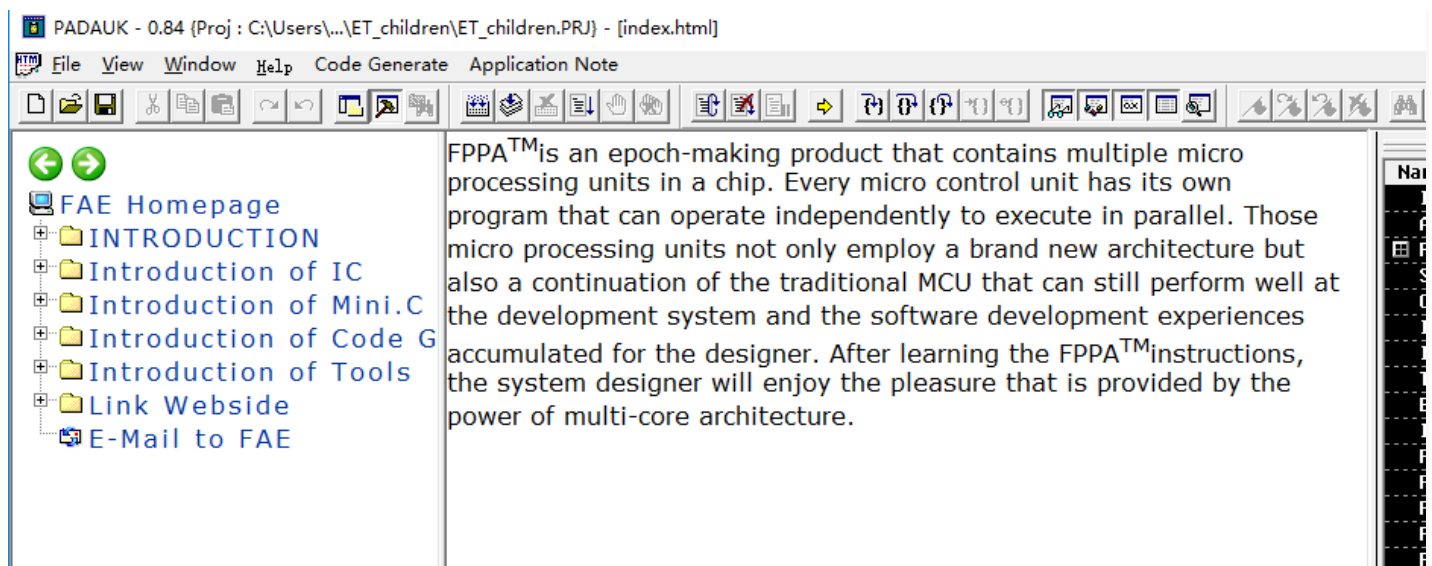 PADAUK - 0.84 {Proj : C:\Users\...\ET_children\ET_children.PRJ} - [index.html]
File View Window Help Code Generate Application Note
FAE Homepage
INTRODUCTION
Introduction of IC
Introduction of Mini.C
Introduction of Code G
Introduction of Tools
Link Webside
E-Mail to FAE
FPPA™is an epoch-making product that contains multiple micro
processing units in a chip. Every micro control unit has its own
program that can operate independently to execute in parallel. Those
micro processing units not only employ a brand new architecture but
also a continuation of the traditional MCU that can still perform well at
the development system and the software development experiences
accumulated for the designer. After learning the FPPA™instructions,
the system designer will enjoy the pleasure that is provided by the
power of multi-core architecture.